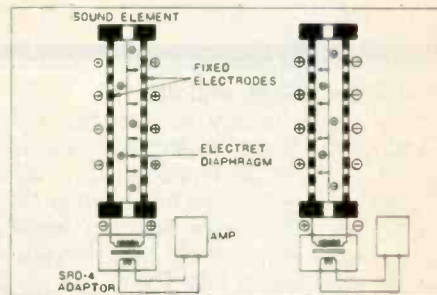 SOUND ELEMENT
FIXED
ELECTRODES
ELECTRET
DIAPHRAGM
AMP
SRD-4
ADAPTOR